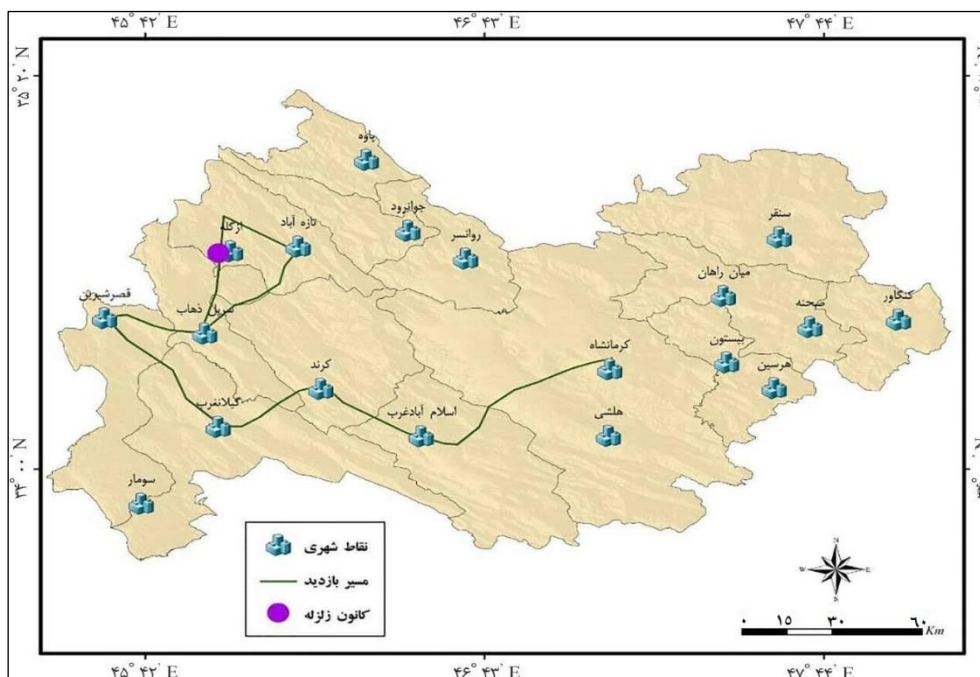 ۴۵° ۴۲' E
۴۶° ۴۳' E
۴۷° ۴۴' E
۳۵° ۲۰' N
پاوه
جوانرود
روانسر
سنقر
ازگله
تازه آباد
میان راهان
صحنه
کنگاور
قصرشیرین
سرپل ذهاب
بیستون
هرسین
کرمانشاه
کرند
گیلانغرب
اسلام آبادغرب
هلشی
سومار
۳۴° ۰۰' N
نقاط شهری
مسیر بازدید
کانون زلزله
N
W
E
S
۰ ۱۵ ۳۰ ۶۰ Km
۴۵° ۴۲' E
۴۶° ۴۳' E
۴۷° ۴۴' E